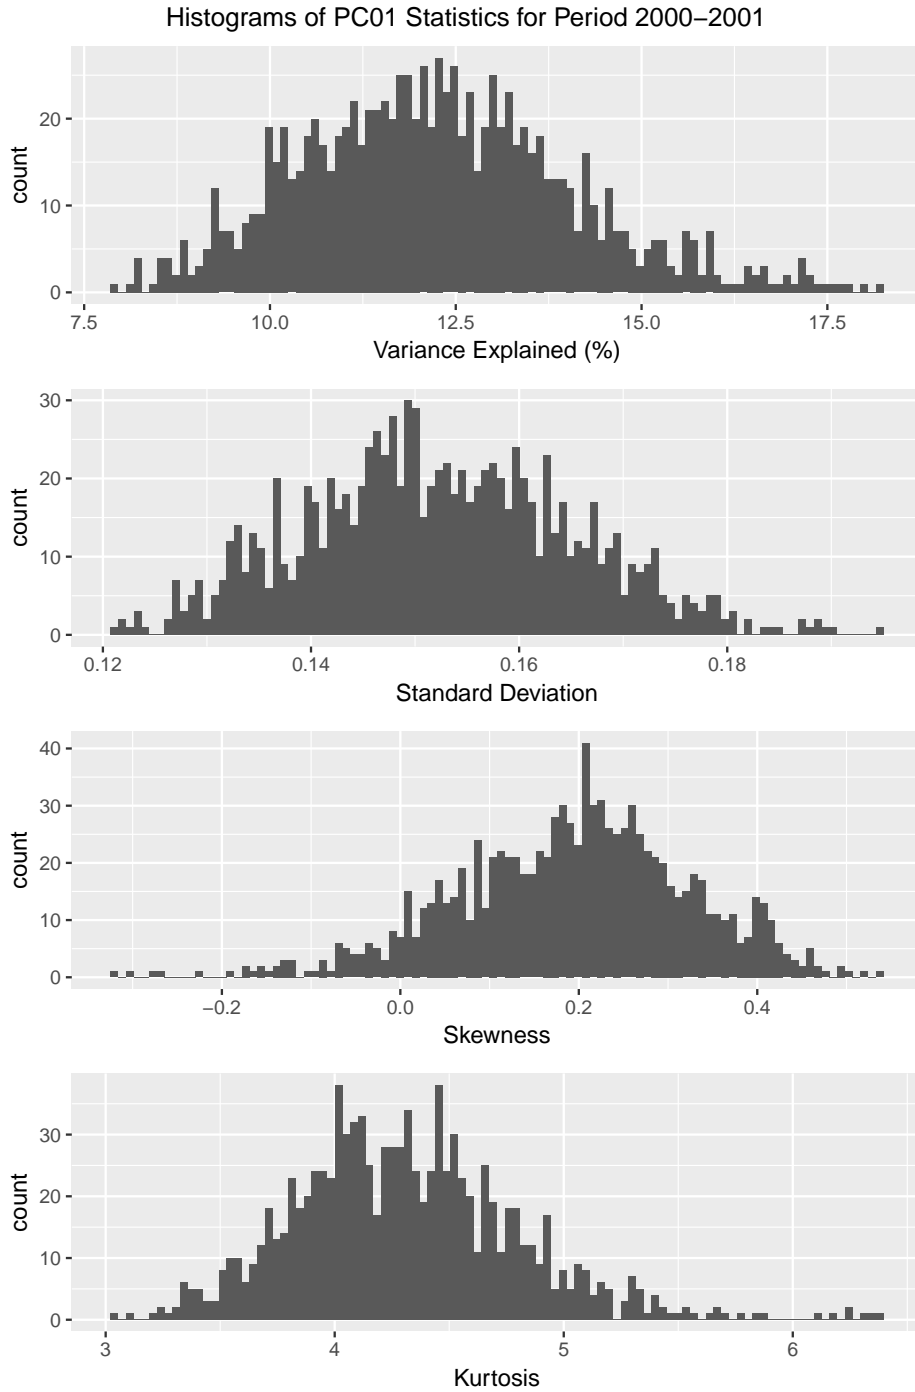 Histograms of PC01 Statistics for Period 2000−2001
count
20
10
0
7.5 10.0 12.5 15.0 17.5
Variance Explained (%)
count
30
20
10
0
0.12 0.14 0.16 0.18
Standard Deviation
count
40
30
20
10
0
−0.2 0.0 0.2 0.4
Skewness
count
30
20
10
0
3 4 5 6
Kurtosis